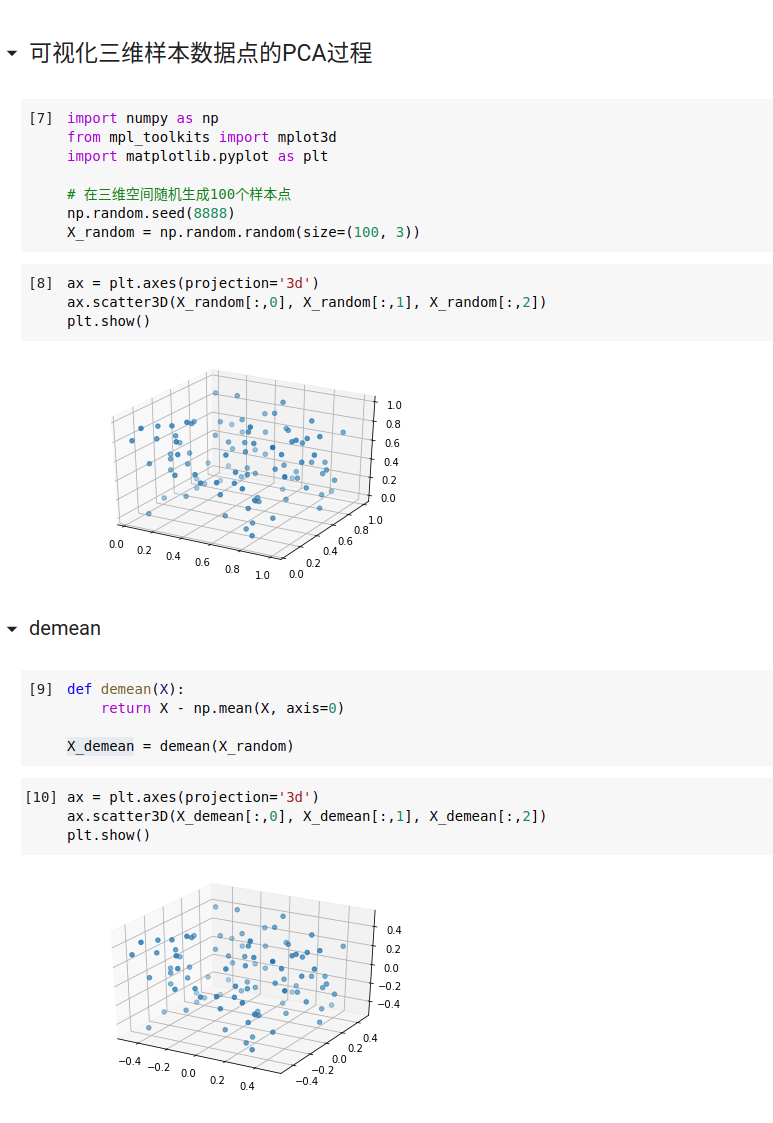 可视化三维样本数据点的PCA过程
[7] import numpy as np
from mpl_toolkits import mplot3d
import matplotlib.pyplot as plt
# 在三维空间随机生成100个样本点
np.random.seed(8888)
X_random = np.random.random(size=(100, 3))
[8] ax = plt.axes(projection='3d')
ax.scatter3D(X_random[:,0], X_random[:,1], X_random[:,2])
plt.show()
1.0
0.8
0.6
0.4
0.2
0.0
1.0
0.8
0.6
0.4
0.2
0.0
0.0
0.2
0.4
0.6
0.8
1.0
demean
[9] def demean(X):
return X - np.mean(X, axis=0)
X_demean = demean(X_random)
[10] ax = plt.axes(projection='3d')
ax.scatter3D(X_demean[:,0], X_demean[:,1], X_demean[:,2])
plt.show()
0.4
0.2
0.0
−0.2
−0.4
0.4
0.2
0.0
−0.2
−0.4
−0.4
−0.2
0.0
0.2
0.4